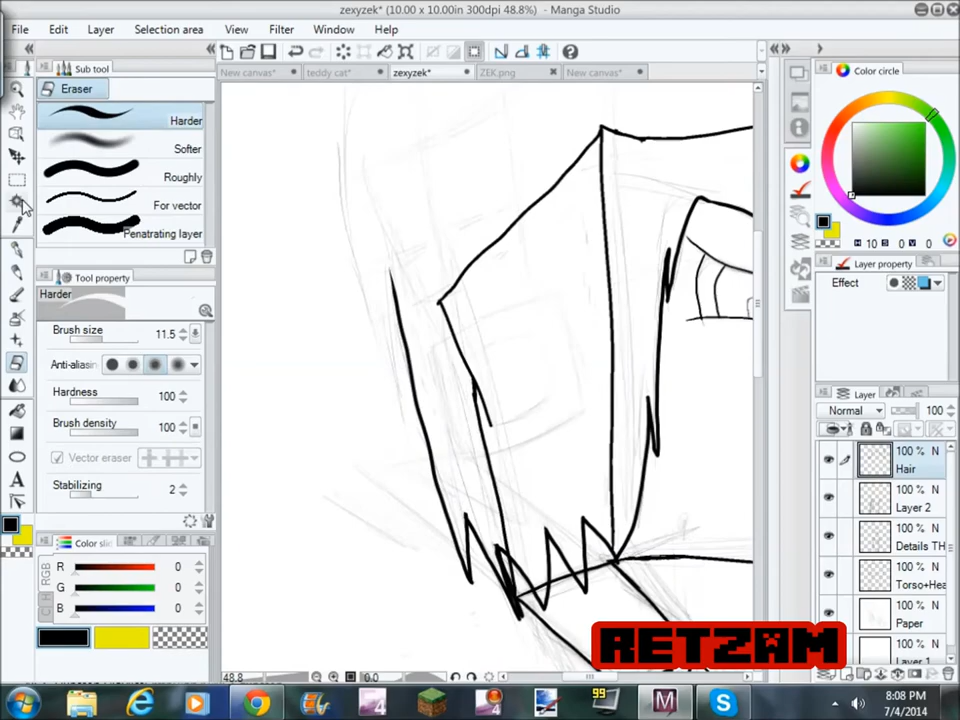 zexyzek* (10.00 x 10.00in 300dpi 48.8%) - Manga Studio
File Edit Layer Selection area View Filter Window Help
Sub tool
Eraser
Harder
Softer
Roughly
For vector
Penatrating layer
Tool property
Harder
Brush size 11.5
Anti-aliasin
Hardness 100
Brush density 100
Vector eraser
Stabilizing 2
Color slid
RGB
R 0
G 0
B 0
New canvas* teddy cat* zexyzek* ZEK.png New canvas*
48.8 0.0
Color circle
H 10 S 0 V 0
Layer property
Effect
Layer
Normal 100
100 % N
Hair
100 % N
Layer 2
100 % N
Details TH
100 % N
Torso+Hea
100 % N
Paper
100 % N
Layer 1
RETZAM
99
8:08 PM
7/4/2014